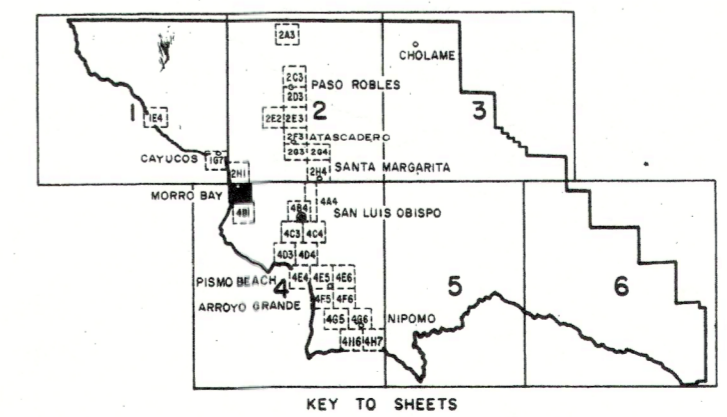 2A3
CHOLAME
2C3
PASO ROBLES
2D3
1
1E4
2E2 2E3
2
3
2F3
ATASCADERO
2G3 2G4
CAYUCOS
1G7
2H1
2H4
SANTA MARGARITA
MORRO BAY
4A4
4B1
4B4
SAN LUIS OBISPO
4C3 4C4
4D3 4D4
PISMO BEACH
4
4E4 4E5 4E6
5
6
ARROYO GRANDE
4F5 4F6
4G5 4G6
NIPOMO
4H6 4H7
KEY TO SHEETS